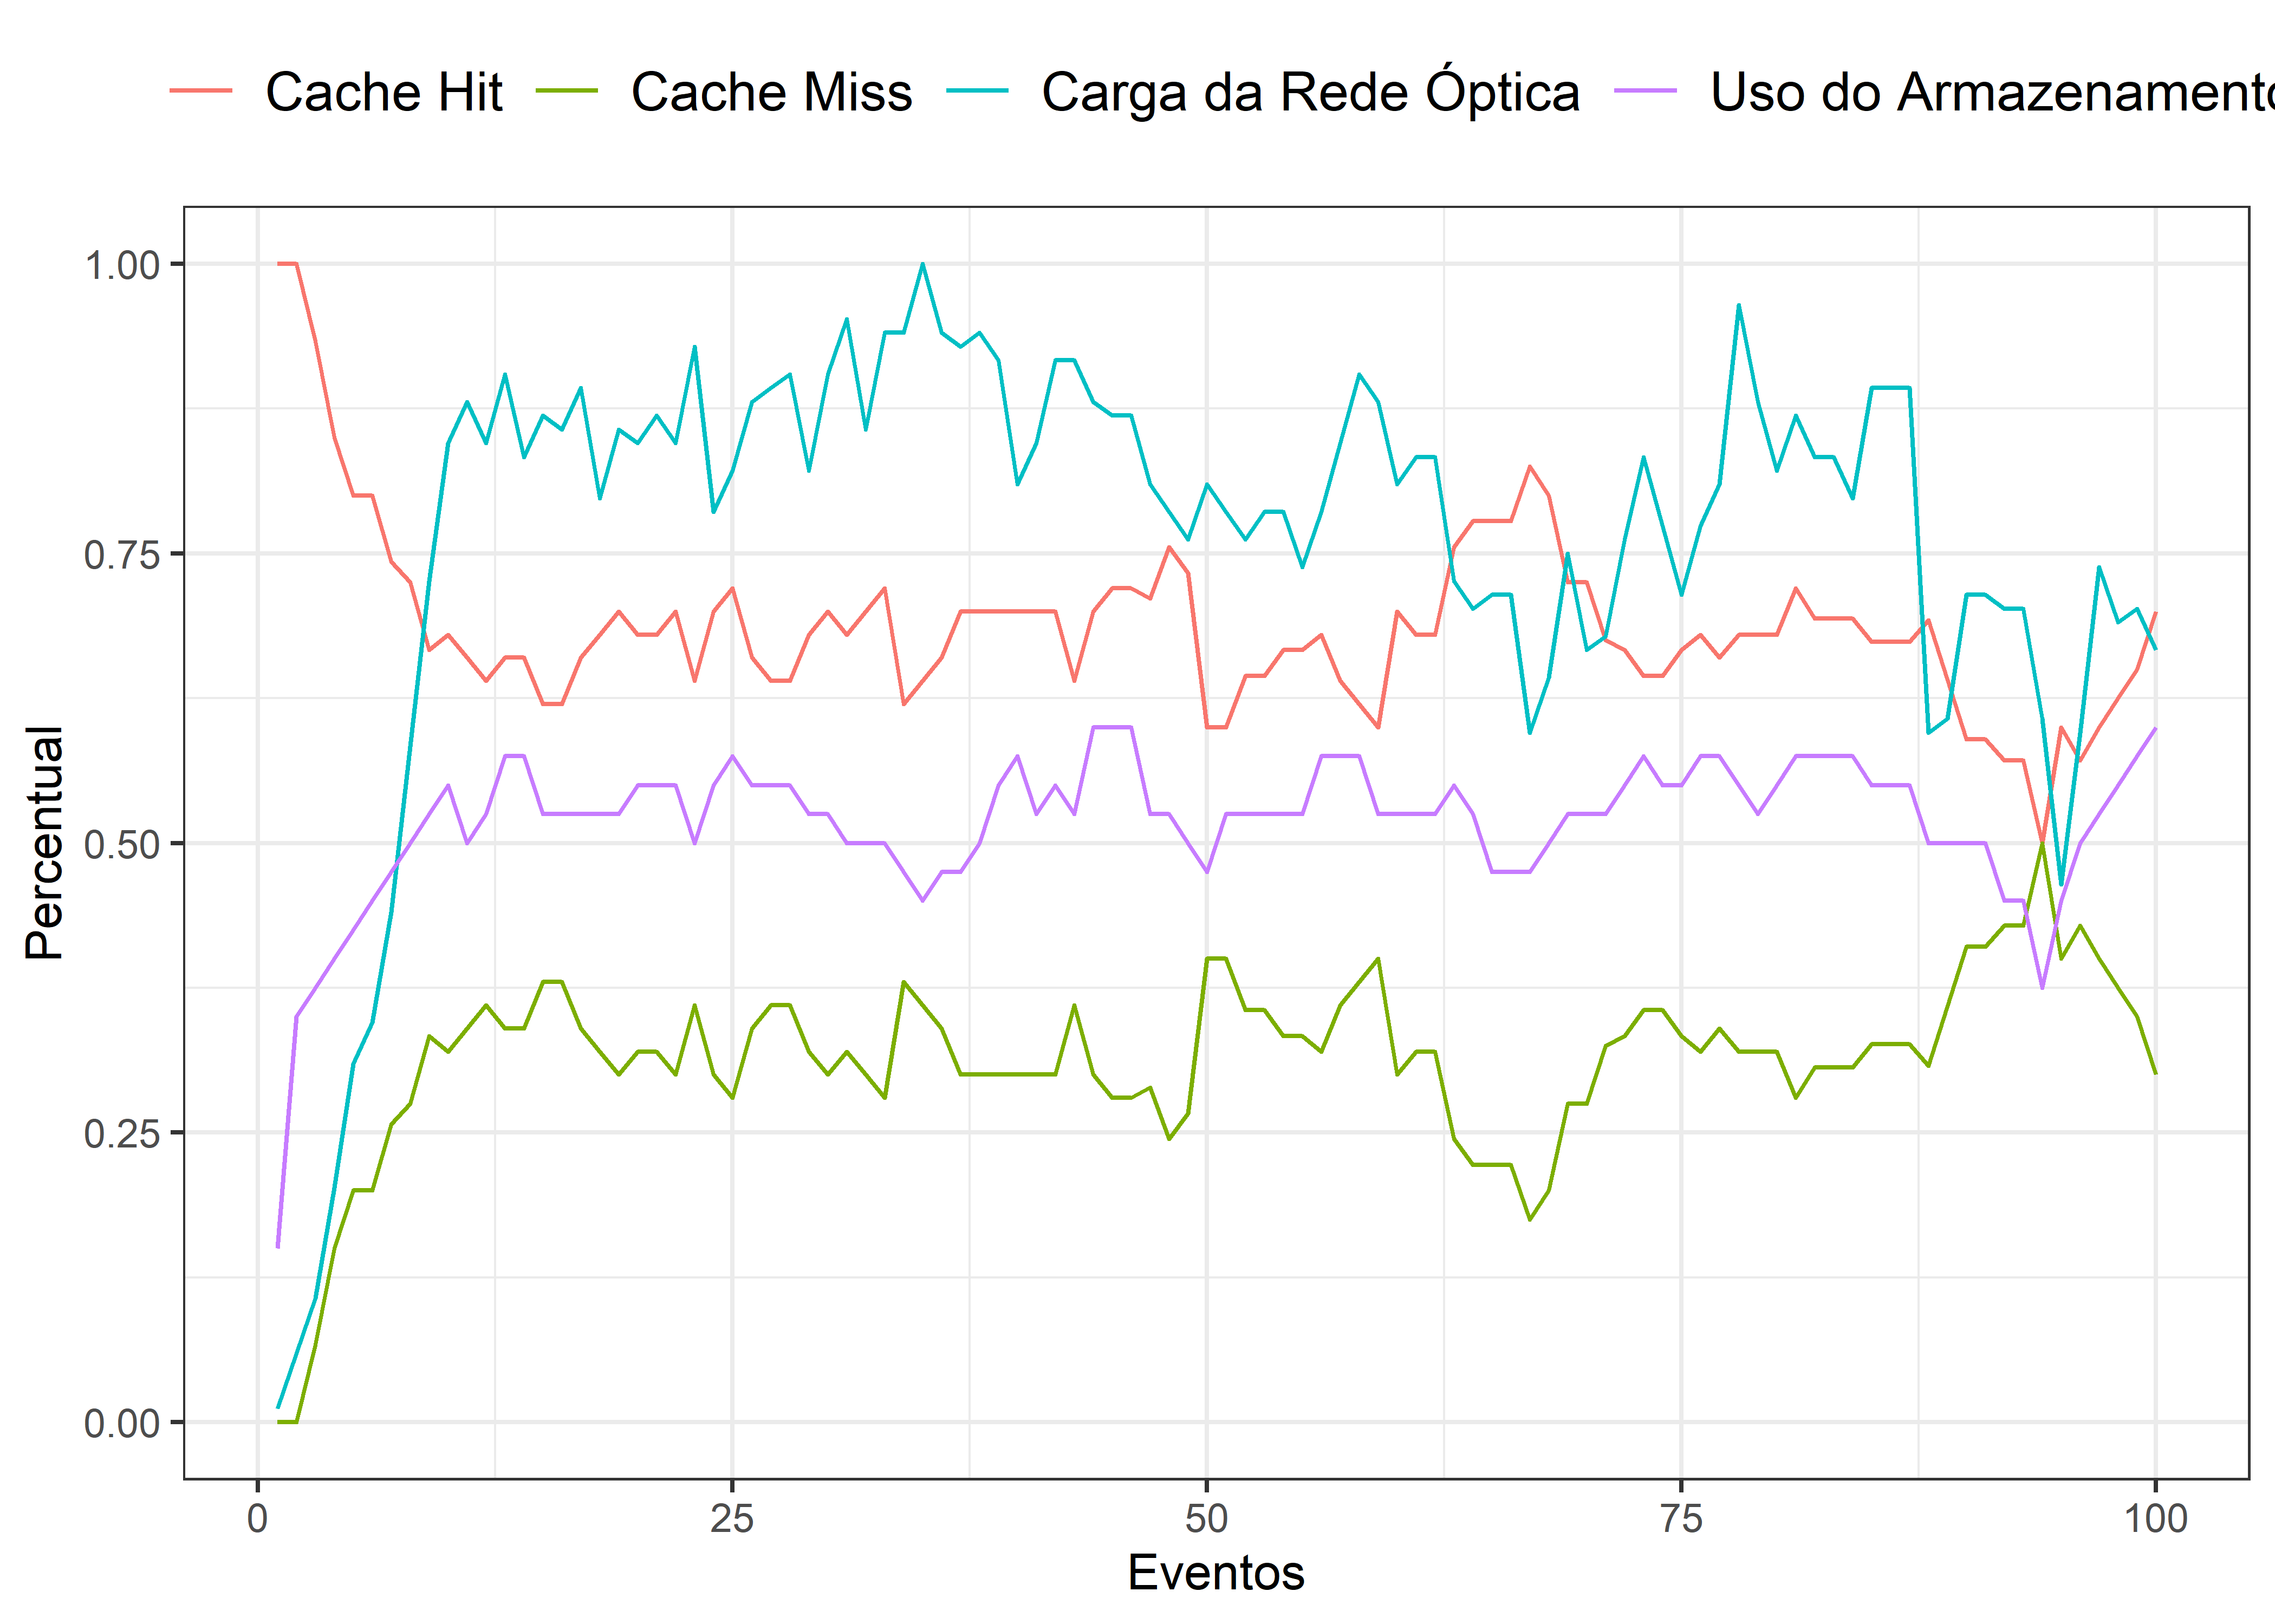 Cache Hit Cache Miss Carga da Rede Óptica Uso do Armazenamento
1.00
0.75
0.50
0.25
0.00
Percentual
0 25 50 75 100
Eventos